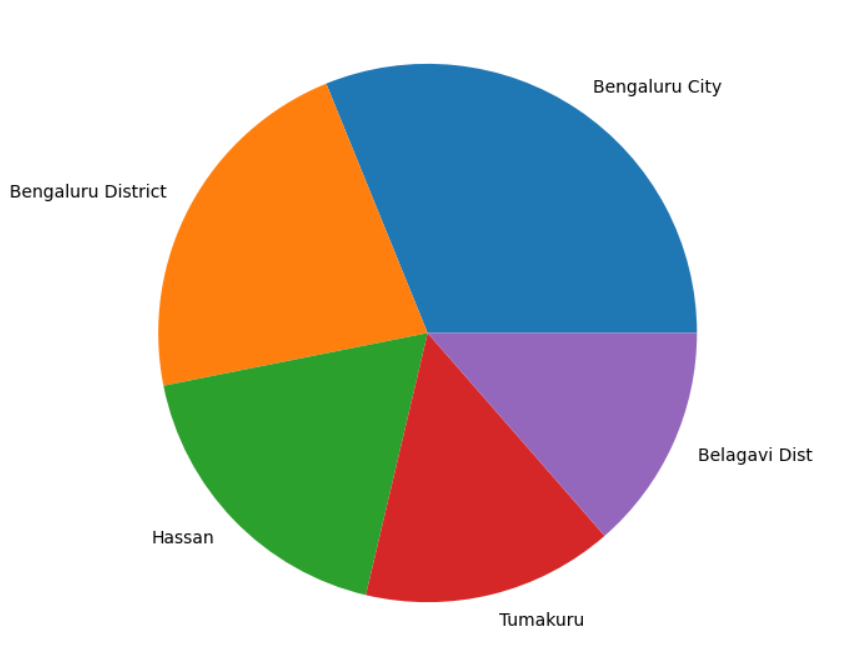 Bengaluru City
Bengaluru District
Belagavi Dist
Hassan
Tumakuru